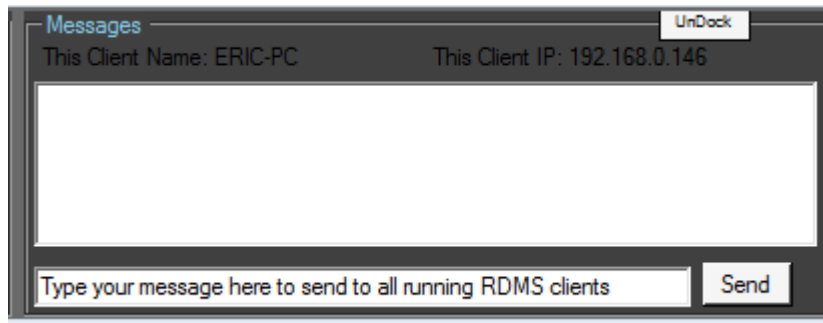 Messages UnDock
This Client Name: ERIC-PC This Client IP: 192.168.0.146
Type your message here to send to all running RDMS clients Send